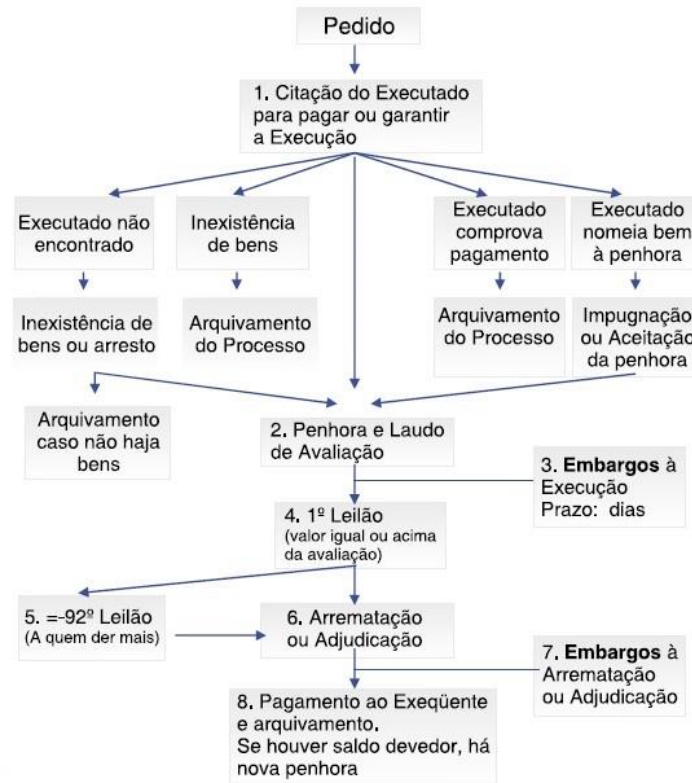 Pedido
1. Citação do Executado
para pagar ou garantir
a Execução
Executado não
encontrado
Inexistência
de bens
Executado
comprova
pagamento
Executado
nomeia bem
à penhora
Inexistência de
bens ou arresto
Arquivamento
do Processo
Arquivamento
do Processo
Impugnação
ou Aceitação
da penhora
Arquivamento
caso não haja
bens
2. Penhora e Laudo
de Avaliação
3. Embargos à
Execução
Prazo: dias
4. 1º Leilão
(valor igual ou acima
da avaliação)
5. =-92º Leilão
(A quem der mais)
6. Arrematação
ou Adjudicação
7. Embargos à
Arrematação
ou Adjudicação
8. Pagamento ao Exeqüente
e arquivamento.
Se houver saldo devedor, há
nova penhora